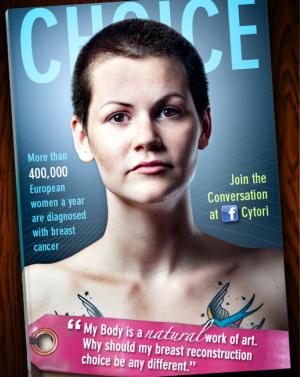 CHOICE
More than
400,000
European
women a year
are diagnosed
with breast
cancer
Join the
Conversation
at f Cytori
“My Body is a natural work of art.
Why should my breast reconstruction
choice be any different.”